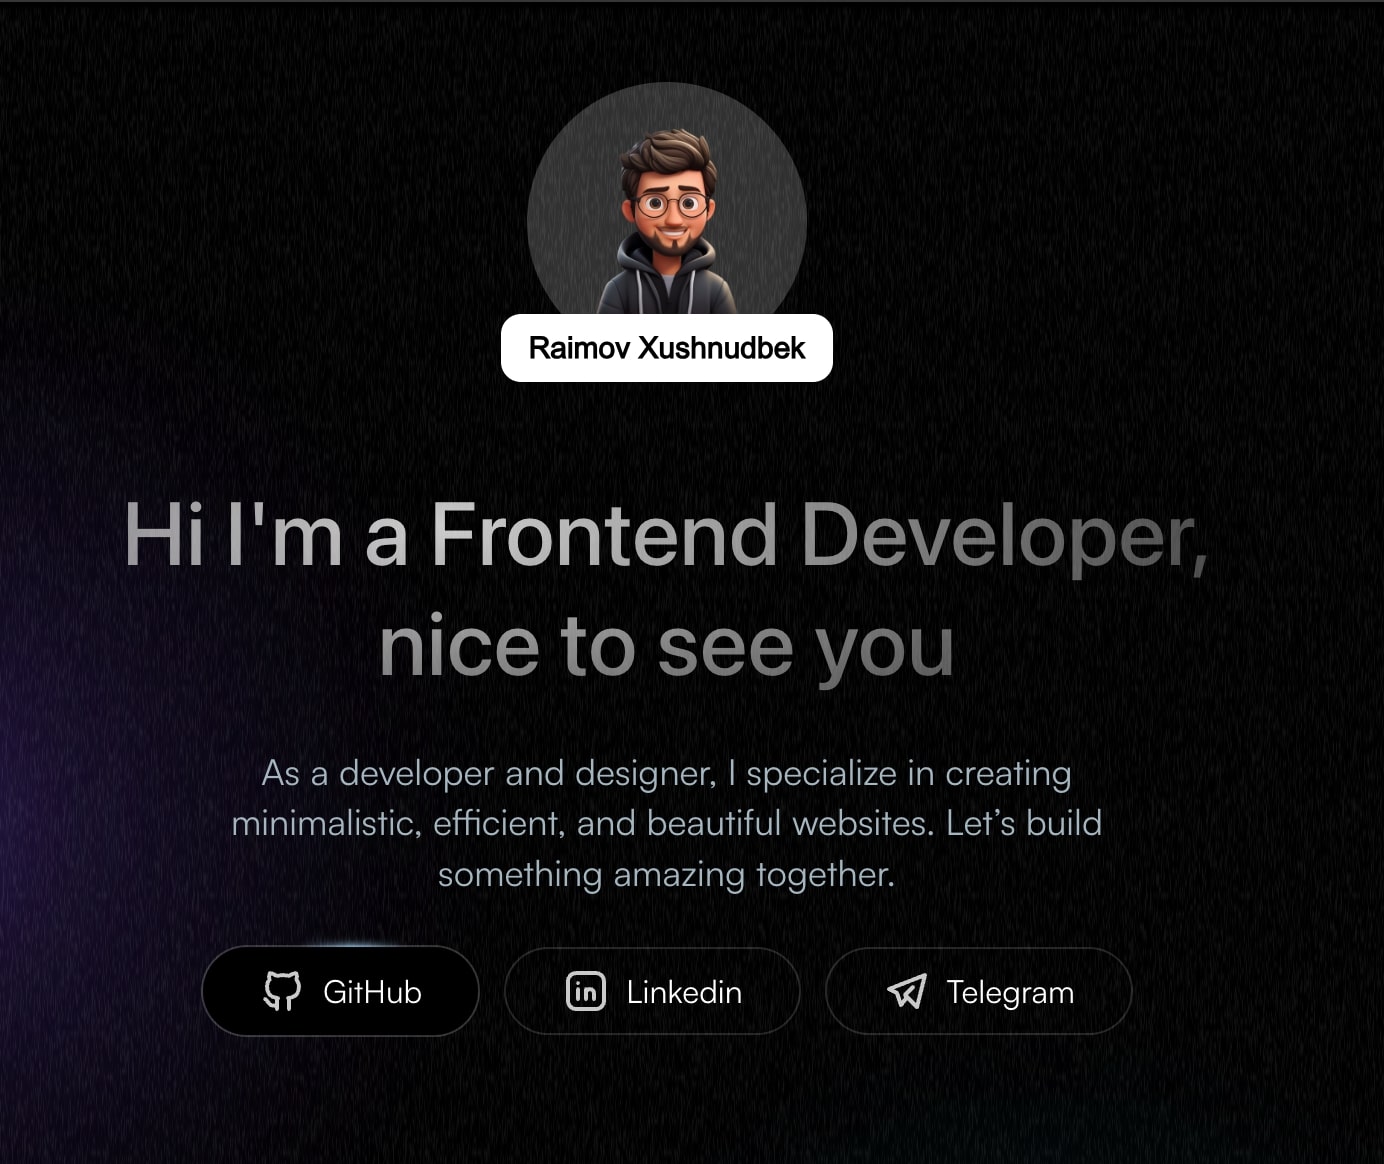 Raimov Xushnudbek
Hi I'm a Frontend Developer,
nice to see you
As a developer and designer, I specialize in creating
minimalistic, efficient, and beautiful websites. Let’s build
something amazing together.
GitHub
Linkedin
Telegram